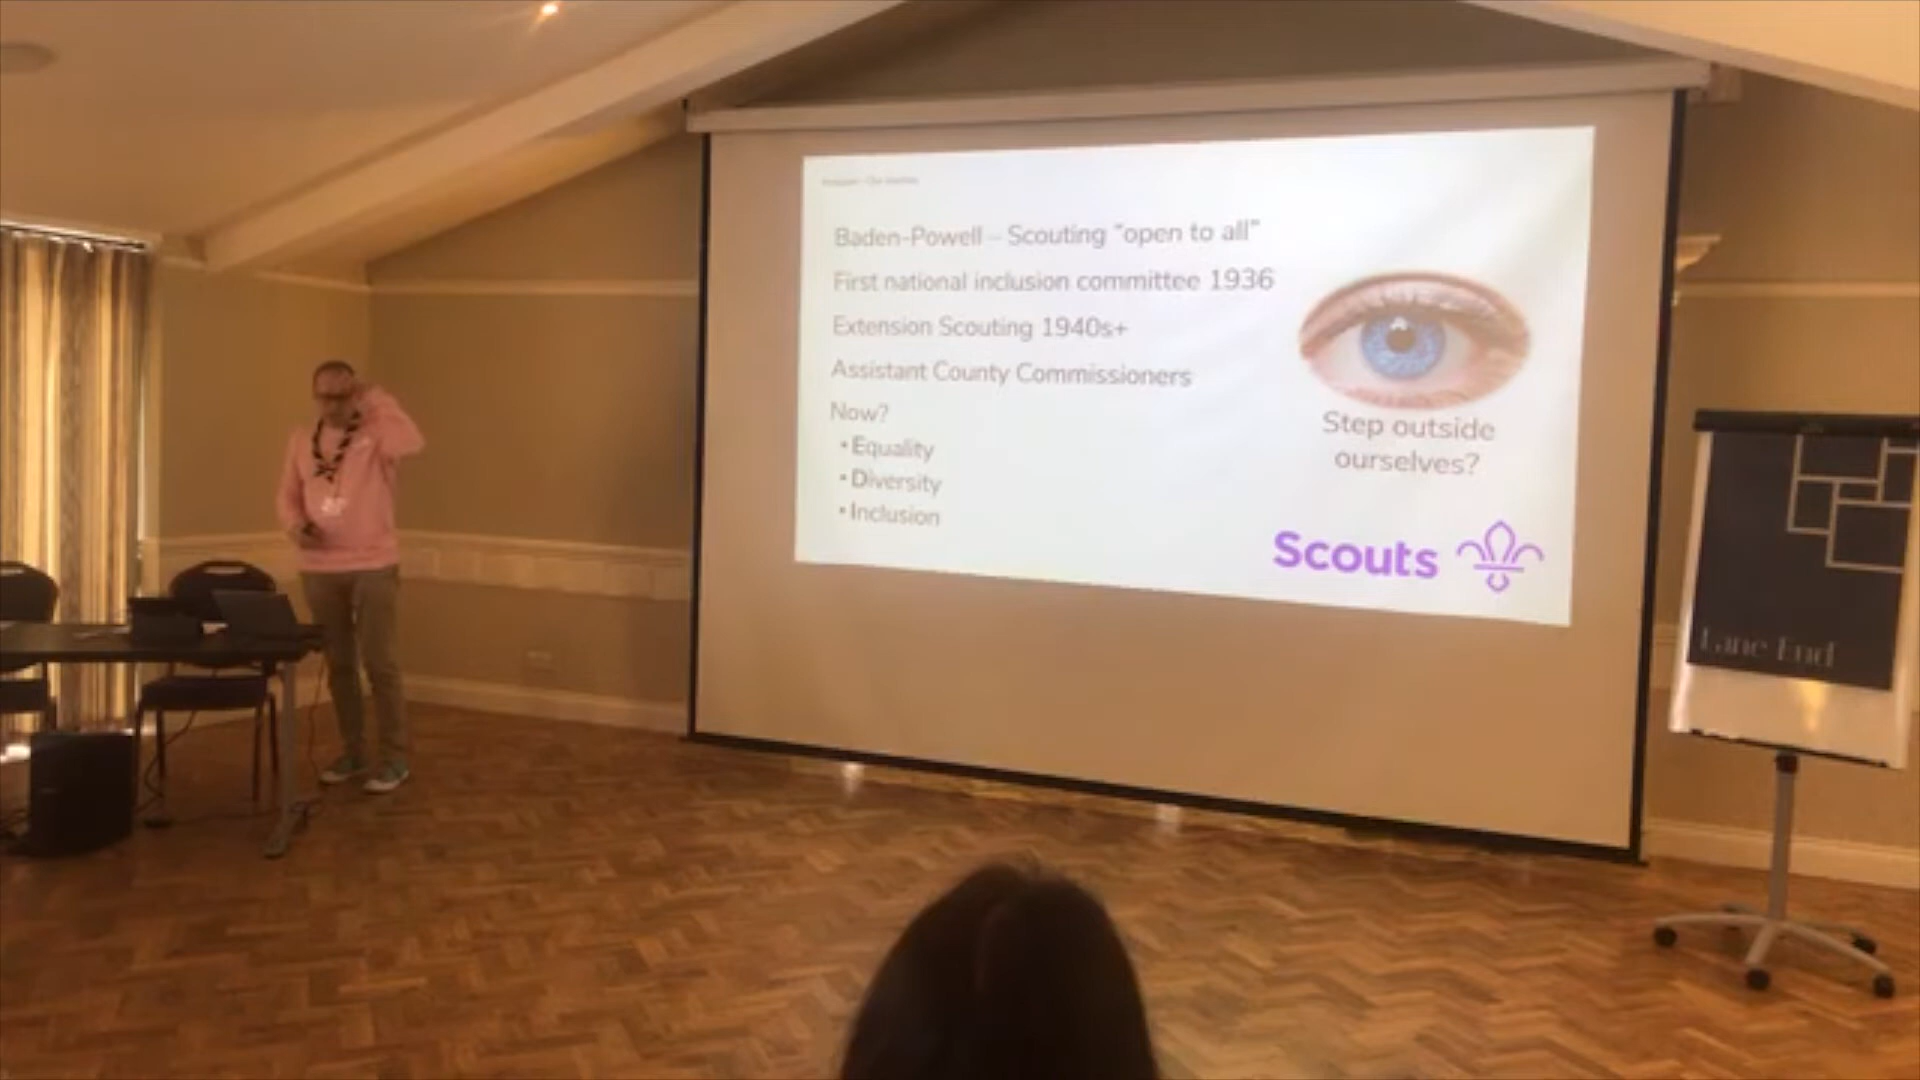 Baden-Powell – Scouting “open to all”
First national inclusion committee 1936
Extension Scouting 1940s+
Assistant County Commissioners
Now?
• Equality
• Diversity
• Inclusion
Step outside
ourselves?
Scouts
Lane End